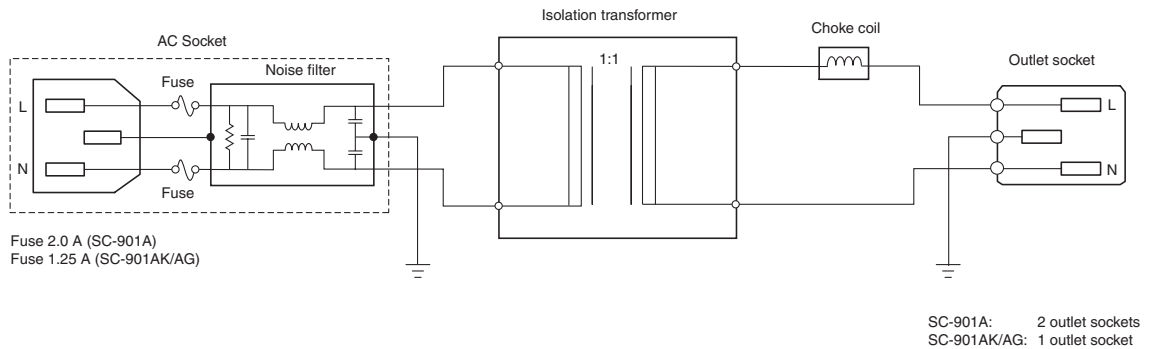 Isolation transformer
Choke coil
AC Socket
1:1
Outlet socket
Noise filter
Fuse
L
L
N
N
Fuse
Fuse 2.0 A (SC-901A)
Fuse 1.25 A (SC-901AK/AG)
SC-901A: 2 outlet sockets
SC-901AK/AG: 1 outlet socket